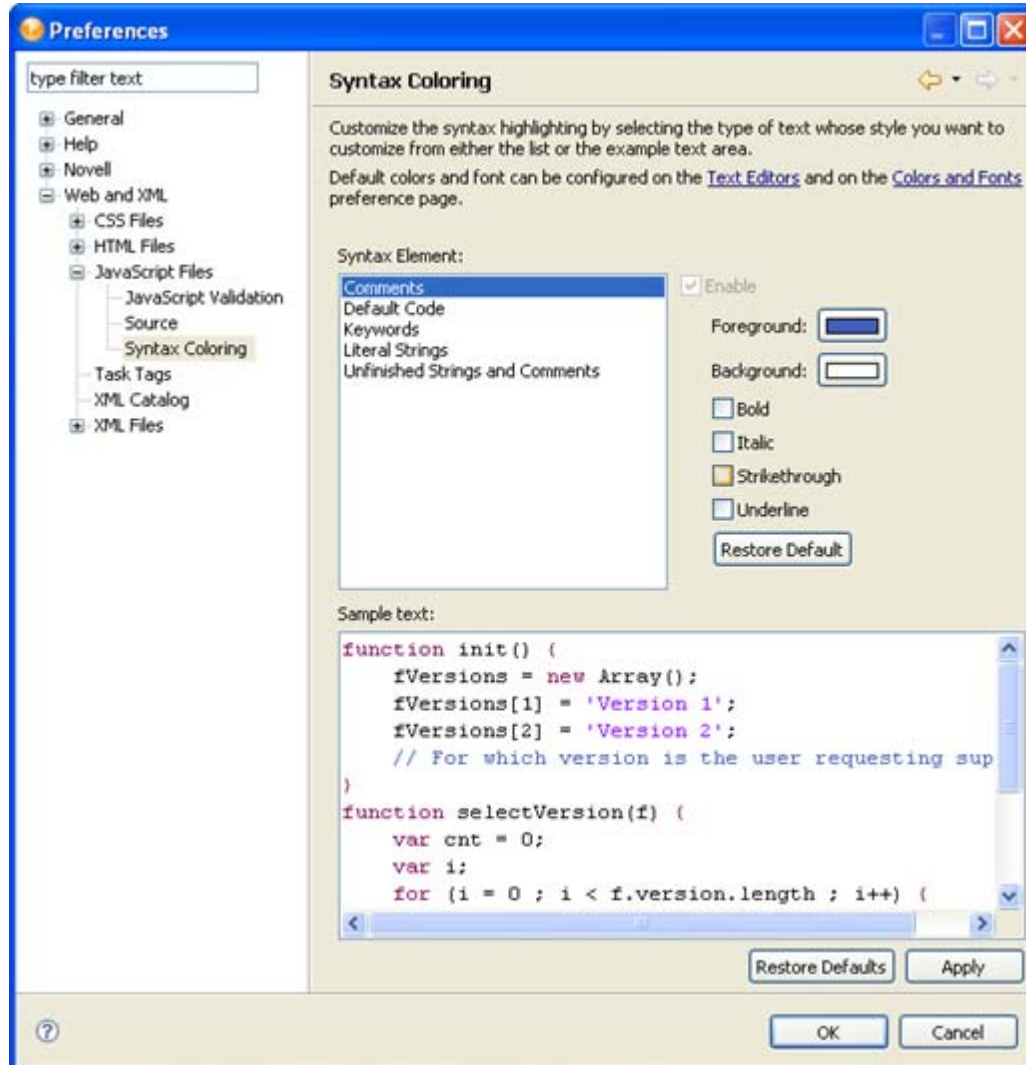 Preferences
type filter text
General
Help
Novell
Web and XML
CSS Files
HTML Files
JavaScript Files
JavaScript Validation
Source
Syntax Coloring
Task Tags
XML Catalog
XML Files
Syntax Coloring
Customize the syntax highlighting by selecting the type of text whose style you want to
customize from either the list or the example text area.
Default colors and font can be configured on the Text Editors and on the Colors and Fonts
preference page.
Syntax Element:
Comments
Default Code
Keywords
Literal Strings
Unfinished Strings and Comments
Enable
Foreground:
Background:
Bold
Italic
Strikethrough
Underline
Restore Default
Sample text:
function init() {
    fVersions = new Array();
    fVersions[1] = 'Version 1';
    fVersions[2] = 'Version 2';
    // For which version is the user requesting sup
}
function selectVersion(f) {
    var cnt = 0;
    var i;
    for (i = 0 ; i < f.version.length ; i++) {
Restore Defaults
Apply
?
OK
Cancel